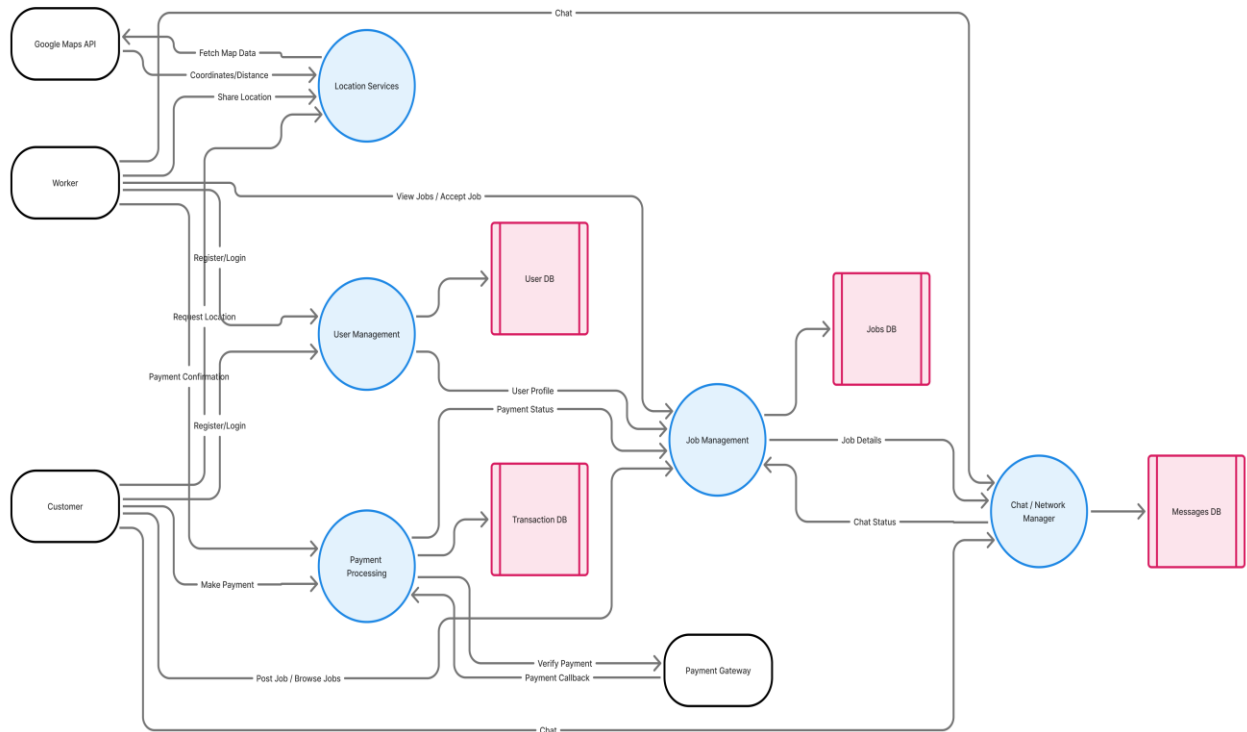 Chat
Google Maps API
Fetch Map Data
Coordinates/Distance
Location Services
Share Location
Worker
View Jobs / Accept Job
Register/Login
User DB
Request Location
User Management
Jobs DB
Payment Confirmation
User Profile
Payment Status
Register/Login
Job Management
Job Details
Customer
Transaction DB
Chat / Network
Manager
Messages DB
Chat Status
Payment
Processing
Make Payment
Verify Payment
Payment Gateway
Post Job / Browse Jobs
Payment Callback
Chat